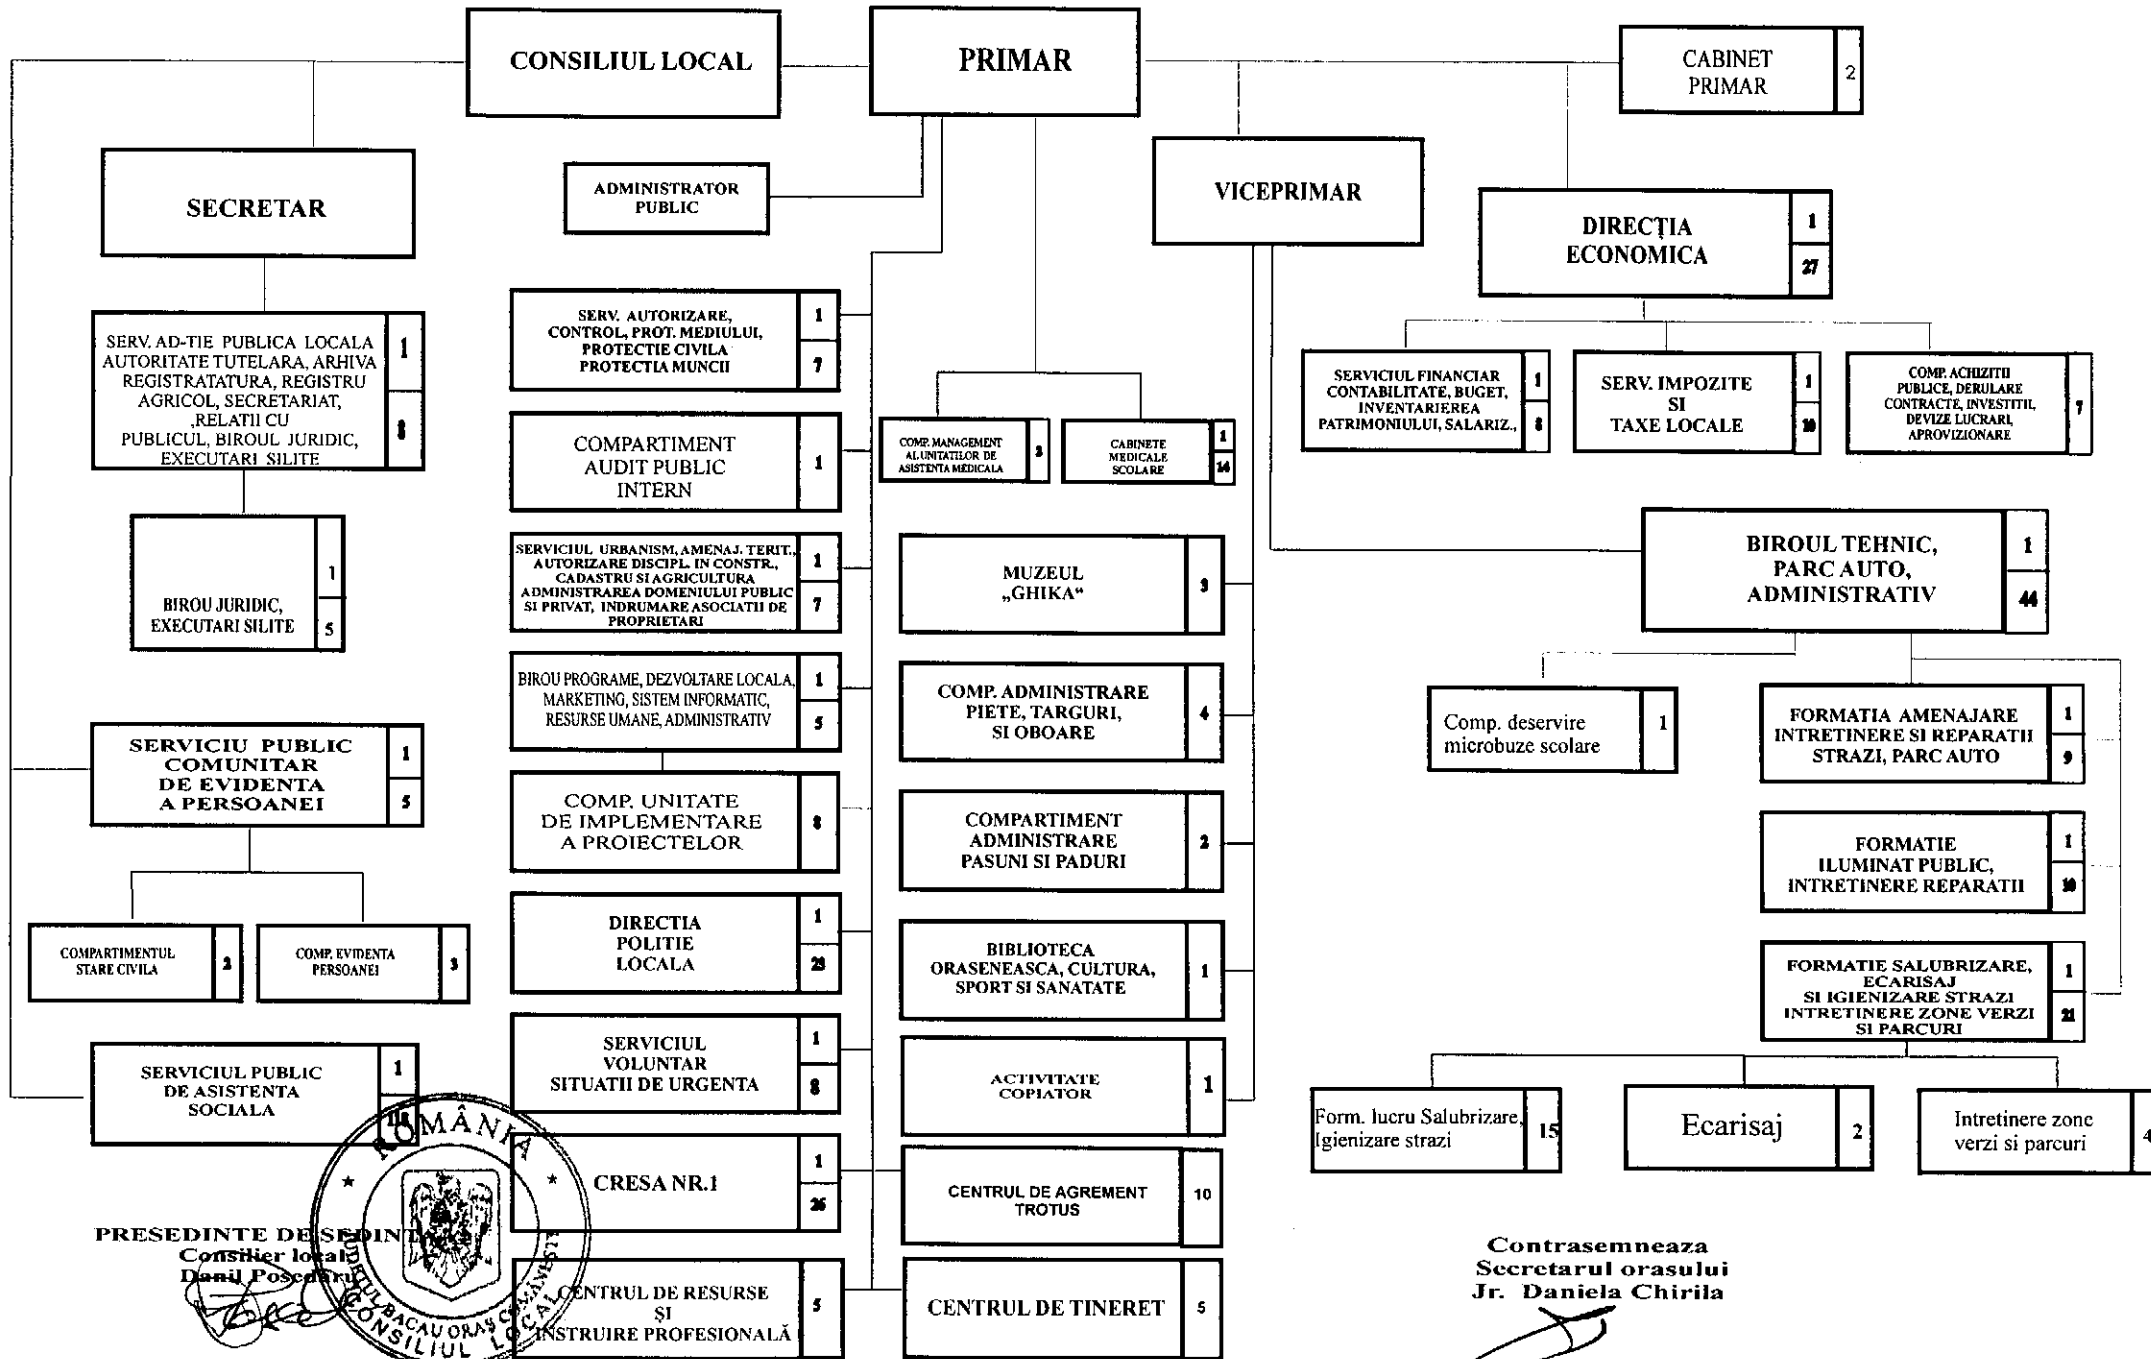 CONSILIUL LOCAL
PRIMAR
CABINET
PRIMAR
2
SECRETAR
ADMINISTRATOR
PUBLIC
VICEPRIMAR
DIRECȚIA
ECONOMICA
1
27
SERV. AD-TIE PUBLICA LOCALA
AUTORITATE TUTELARA, ARHIVA
REGISTRATATURA, REGISTRU
AGRICOL, SECRETARIAT,
,RELATII CU
PUBLICUL, BIROUL JURIDIC,
EXECUTARI SILITE
1
8
BIROU JURIDIC,
EXECUTARI SILITE
1
5
SERVICIU PUBLIC
COMUNITAR
DE EVIDENTA
A PERSOANEI
1
5
COMPARTIMENTUL
STARE CIVILA
2
COMP. EVIDENTA
PERSOANEI
3
SERVICIUL PUBLIC
DE ASISTENTA
SOCIALA
1
SERV. AUTORIZARE,
CONTROL, PROT. MEDIULUI,
PROTECTIE CIVILA
PROTECTIA MUNCII
1
7
COMPARTIMENT
AUDIT PUBLIC
INTERN
1
SERVICIUL URBANISM, AMENAJ. TERIT.,
AUTORIZARE DISCIPL. IN CONSTR.,
CADASTRU SI AGRICULTURA
ADMINISTRAREA DOMENIULUI PUBLIC
SI PRIVAT, INDRUMARE ASOCIATII DE
PROPRIETARI
1
7
BIROU PROGRAME, DEZVOLTARE LOCALA,
MARKETING, SISTEM INFORMATIC,
RESURSE UMANE, ADMINISTRATIV
1
5
COMP. UNITATE
DE IMPLEMENTARE
A PROIECTELOR
8
DIRECTIA
POLITIE
LOCALA
1
SERVICIUL
VOLUNTAR
SITUATII DE URGENTA
1
8
CRESA NR.1
1
26
CENTRUL DE RESURSE
ȘI
INSTRUIRE PROFESIONALĂ
5
COMP. MANAGEMENT
AL UNITATILOR DE
ASISTENTA MEDICALA
CABINETE
MEDICALE
SCOLARE
1
14
MUZEUL
„GHIKA“
3
COMP. ADMINISTRARE
PIETE, TARGURI,
SI OBOARE
4
COMPARTIMENT
ADMINISTRARE
PASUNI SI PADURI
2
BIBLIOTECA
ORASENEASCA, CULTURA,
SPORT SI SANATATE
1
ACTIVITATE
COPIATOR
1
CENTRUL DE AGREMENT
TROTUS
10
CENTRUL DE TINERET
5
SERVICIUL FINANCIAR
CONTABILITATE, BUGET,
INVENTARIEREA
PATRIMONIULUI, SALARIZ.,
1
8
SERV. IMPOZITE
SI
TAXE LOCALE
1
10
COMP. ACHIZITII
PUBLICE, DERULARE
CONTRACTE, INVESTITII,
DEVIZE LUCRARI,
APROVIZIONARE
7
BIROUL TEHNIC,
PARC AUTO,
ADMINISTRATIV
1
44
Comp. deservire
microbuze scolare
1
FORMATIA AMENAJARE
INTRETINERE SI REPARATII
STRAZI, PARC AUTO
1
9
FORMATIE
ILUMINAT PUBLIC,
INTRETINERE REPARATII
1
10
FORMATIE SALUBRIZARE,
ECARISAJ
SI IGIENIZARE STRAZI
INTRETINERE ZONE VERZI
SI PARCURI
1
21
Form. lucru Salubrizare,
Igienizare strazi
15
Ecarisaj
2
Intretinere zone
verzi si parcuri
4
PRESEDINTE DE SEDINT
Consilier local
Danil Posedaru
ROMÂNIA
JUDEȚUL BACAU ORAȘ COMĂNEȘTI
CONSILIUL LOCAL
Contrasemneaza
Secretarul orasului
Jr. Daniela Chirila